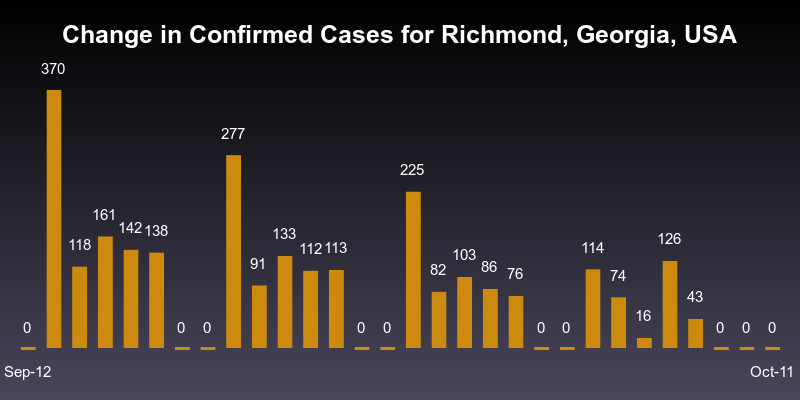 Change in Confirmed Cases for Richmond, Georgia, USA
0 370 118 161 142 138 0 0 277 91 133 112 113 0 0 225 82 103 86 76 0 0 114 74 16 126 43 0 0 0
Sep-12 Oct-11